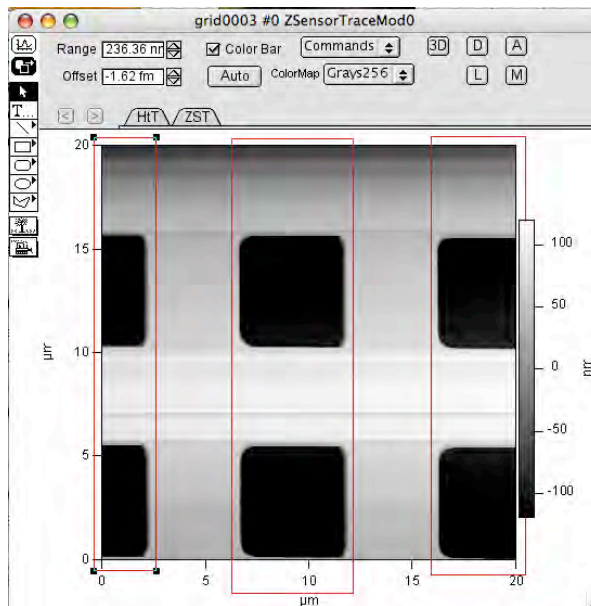 grid0003 #0 ZSensorTraceMod0
Range 236.36 nm Color Bar Commands 3D D A
Offset -1.62 fm Auto ColorMap Grays256 L M
T...
< > HtT ZST
20
15
10
5
0
µm
0 5 10 15 20
µm
100
50
0
-50
-100
nm